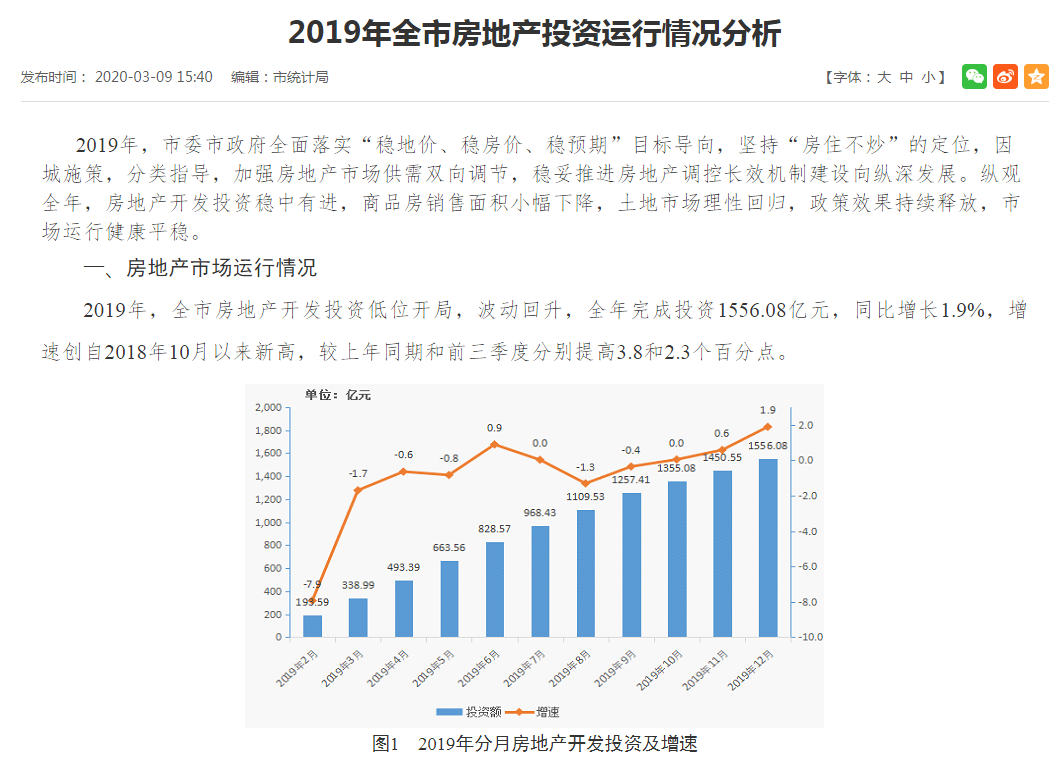 2019年全市房地产投资运行情况分析
发布时间： 2020-03-09 15:40 编辑：市统计局 【字体：大 中 小】
2019年，市委市政府全面落实“稳地价、稳房价、稳预期”目标导向，坚持“房住不炒”的定位，因
城施策，分类指导，加强房地产市场供需双向调节，稳妥推进房地产调控长效机制建设向纵深发展。纵观
全年，房地产开发投资稳中有进，商品房销售面积小幅下降，土地市场理性回归，政策效果持续释放，市
场运行健康平稳。
一、房地产市场运行情况
2019年，全市房地产开发投资低位开局，波动回升，全年完成投资1556.08亿元，同比增长1.9%，增
速创自2018年10月以来新高，较上年同期和前三季度分别提高3.8和2.3个百分点。
单位：亿元
2,000
1,800
1,600
1,400
1,200
1,000
800
600
400
200
0
-7.9
-1.7
-0.6
-0.8
0.9
0.0
-1.3
-0.4
0.0
0.6
1.9
338.99
493.39
663.56
828.57
968.43
1109.53
1257.41
1355.08
1450.55
1556.08
2.0
0.0
-2.0
-4.0
-6.0
-8.0
-10.0
2019年2月
2019年3月
2019年4月
2019年5月
2019年6月
2019年7月
2019年8月
2019年9月
2019年10月
2019年11月
2019年12月
投资额 增速
图1 2019年分月房地产开发投资及增速